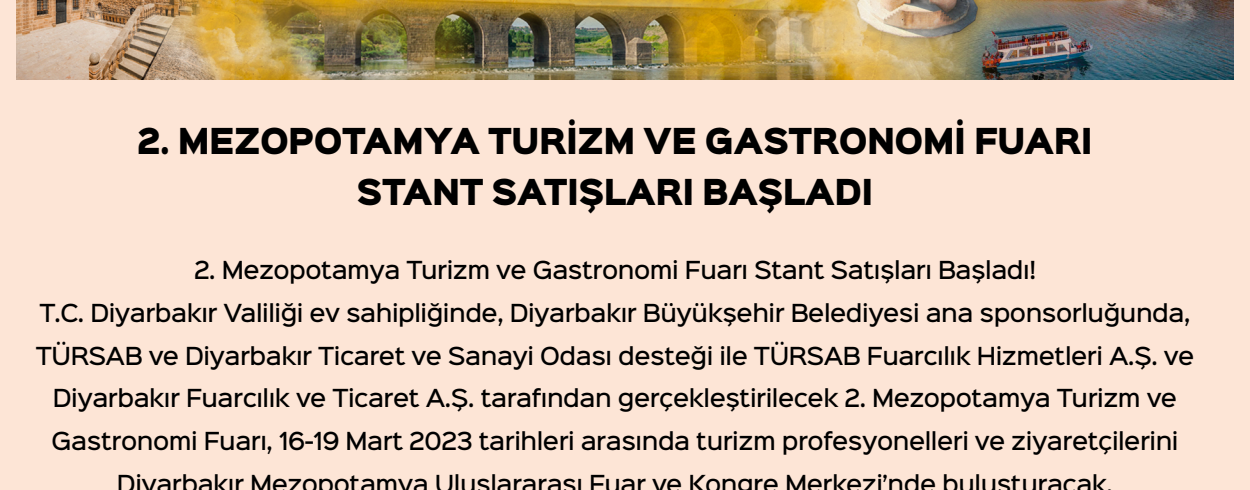 2. MEZOPOTAMYA TURİZM VE GASTRONOMİ FUARI
STANT SATIŞLARI BAŞLADI
2. Mezopotamya Turizm ve Gastronomi Fuarı Stant Satışları Başladı!
T.C. Diyarbakır Valiliği ev sahipliğinde, Diyarbakır Büyükşehir Belediyesi ana sponsorluğunda,
TÜRSAB ve Diyarbakır Ticaret ve Sanayi Odası desteği ile TÜRSAB Fuarcılık Hizmetleri A.Ş. ve
Diyarbakır Fuarcılık ve Ticaret A.Ş. tarafından gerçekleştirilecek 2. Mezopotamya Turizm ve
Gastronomi Fuarı, 16-19 Mart 2023 tarihleri arasında turizm profesyonelleri ve ziyaretçilerini
Diyarbakır Mezopotamya Uluslararası Fuar ve Kongre Merkezi’nde buluşturacak.